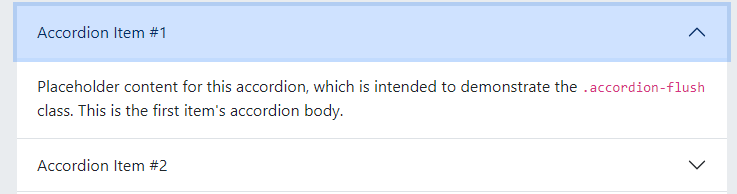 Accordion Item #1
Placeholder content for this accordion, which is intended to demonstrate the .accordion-flush
class. This is the first item's accordion body.
Accordion Item #2